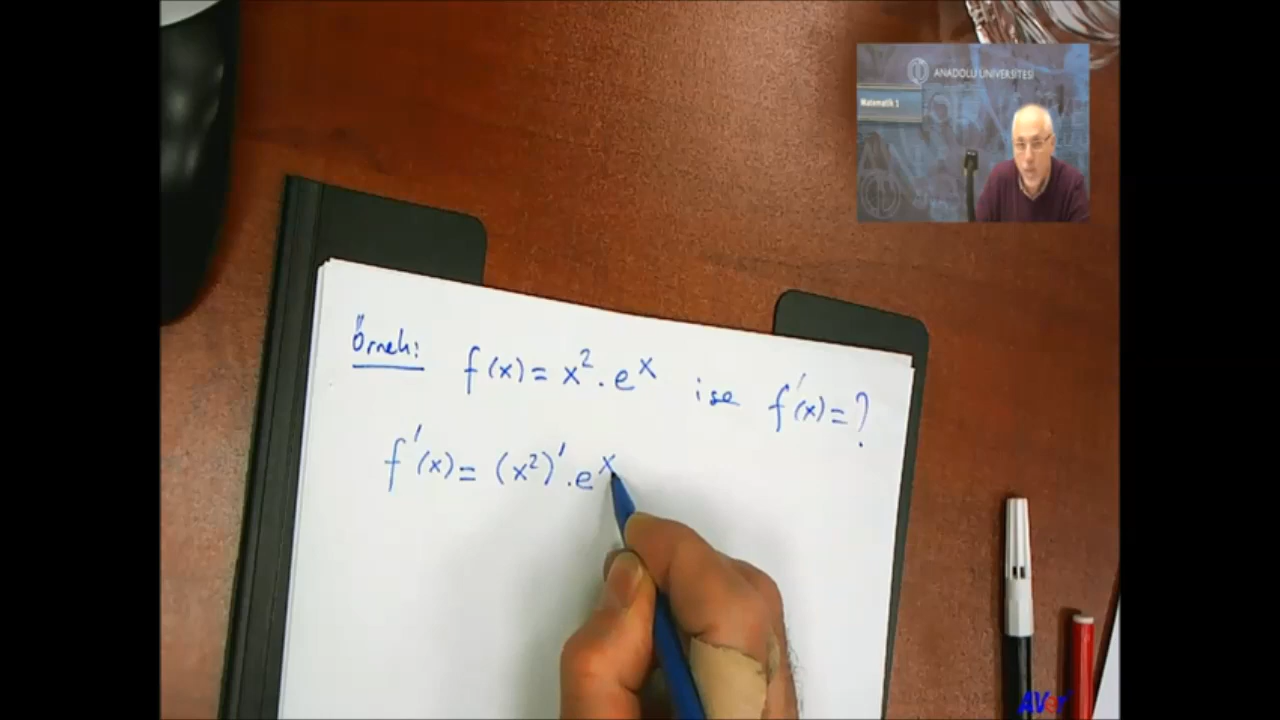 ANADOLU ÜNİVERSİTESİ
Matematik 1
Örnek: f(x) = x². eˣ ise f'(x) = ?
f'(x) = (x²)'. eˣ
AVer